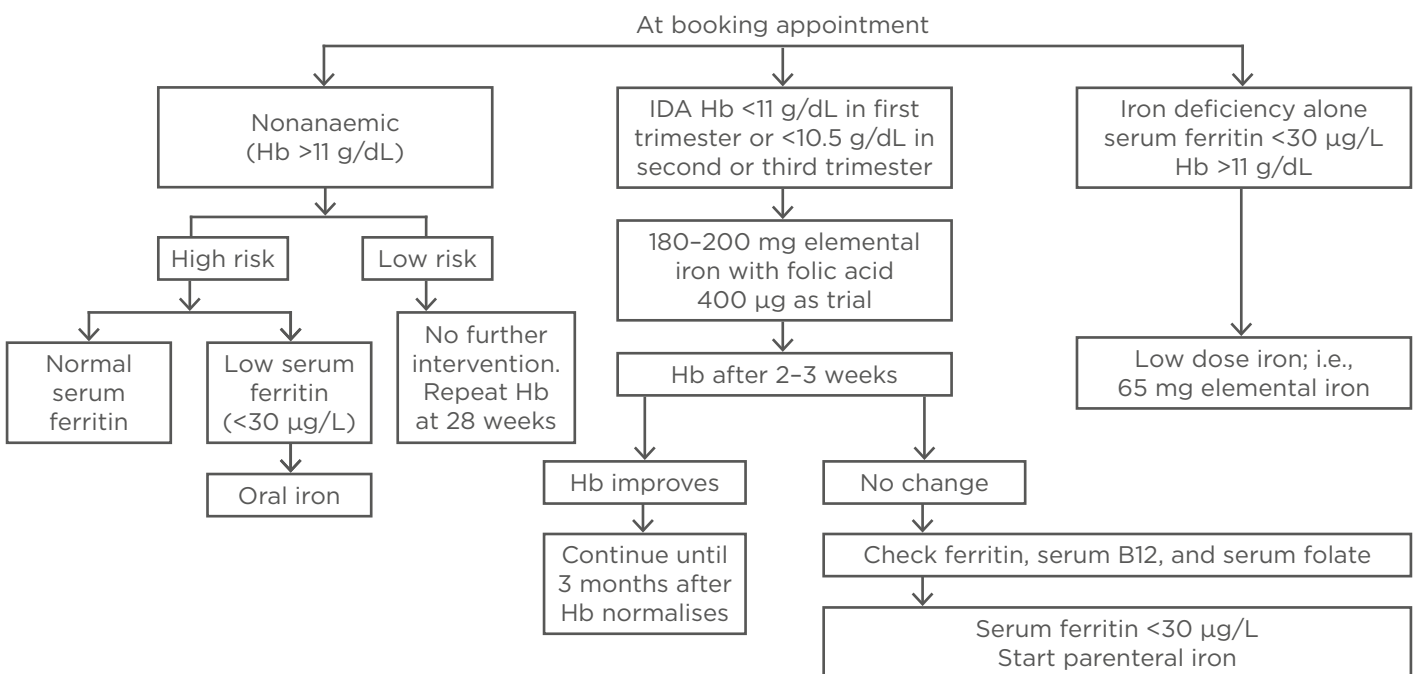 At booking appointment
Nonanaemic
(Hb >11 g/dL)
IDA Hb <11 g/dL in first
trimester or <10.5 g/dL in
second or third trimester
Iron deficiency alone
serum ferritin <30 µg/L
Hb >11 g/dL
High risk
Low risk
180–200 mg elemental
iron with folic acid
400 µg as trial
Normal
serum
ferritin
Low serum
ferritin
(<30 µg/L)
No further
intervention.
Repeat Hb
at 28 weeks
Hb after 2–3 weeks
Low dose iron; i.e.,
65 mg elemental iron
Oral iron
Hb improves
No change
Continue until
3 months after
Hb normalises
Check ferritin, serum B12, and serum folate
Serum ferritin <30 µg/L
Start parenteral iron